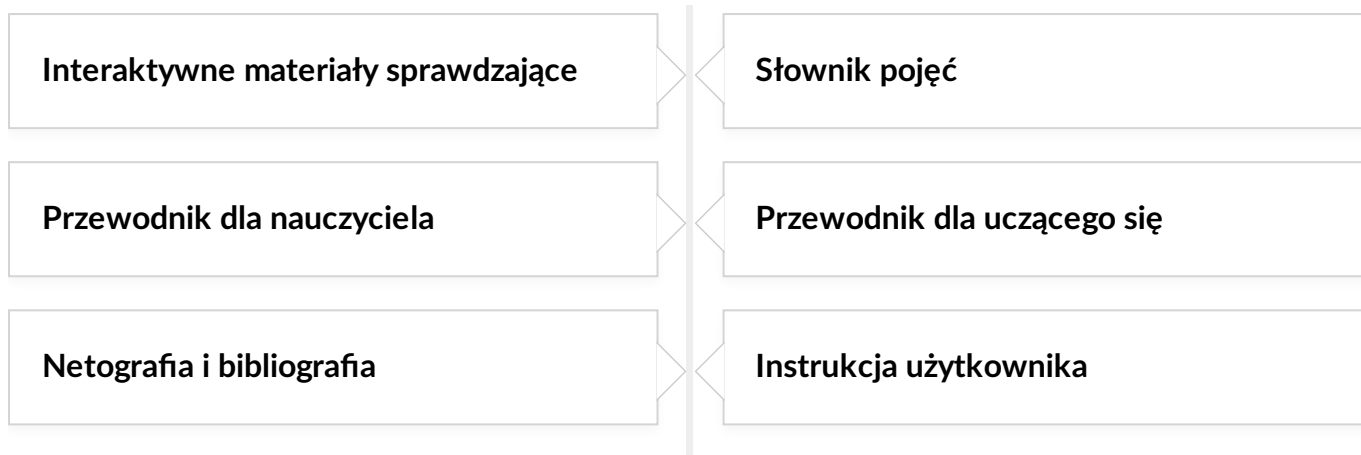 Interaktywne materiały sprawdzające
Słownik pojęć
Przewodnik dla nauczyciela
Przewodnik dla uczącego się
Netografia i bibliografia
Instrukcja użytkownika